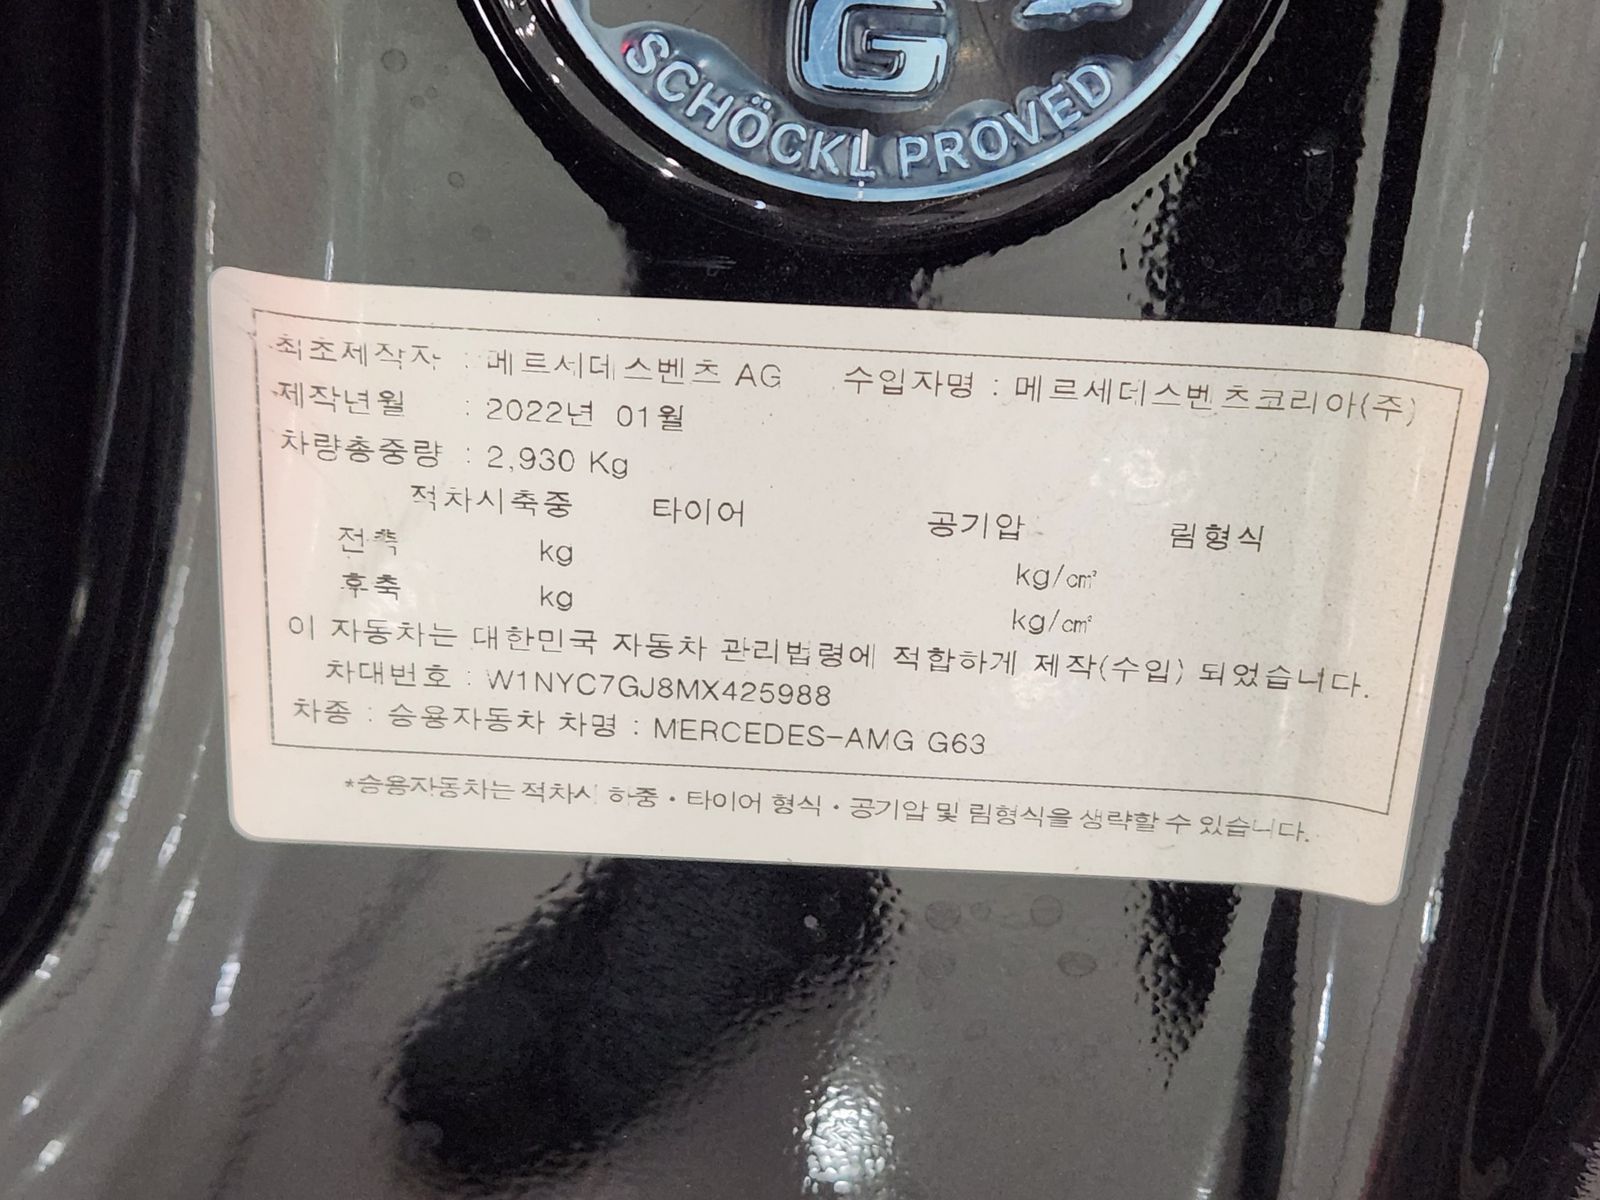 G
SCHÖCKL PROVED
최초제작자 : 메르세데스벤츠 AG 수입자명 : 메르세데스벤츠코리아(주)
제작년월 : 2022년 01월
차량총중량 : 2,930 Kg
적차시축중 타이어 공기압 림형식
전축 kg kg/㎠
후축 kg kg/㎠
이 자동차는 대한민국 자동차 관리법령에 적합하게 제작(수입) 되었습니다.
차대번호 : W1NYC7GJ8MX425988
차종 : 승용자동차 차명 : MERCEDES-AMG G63
*승용자동차는 적차시 하중・타이어 형식・공기압 및 림형식을 생략할 수 있습니다.